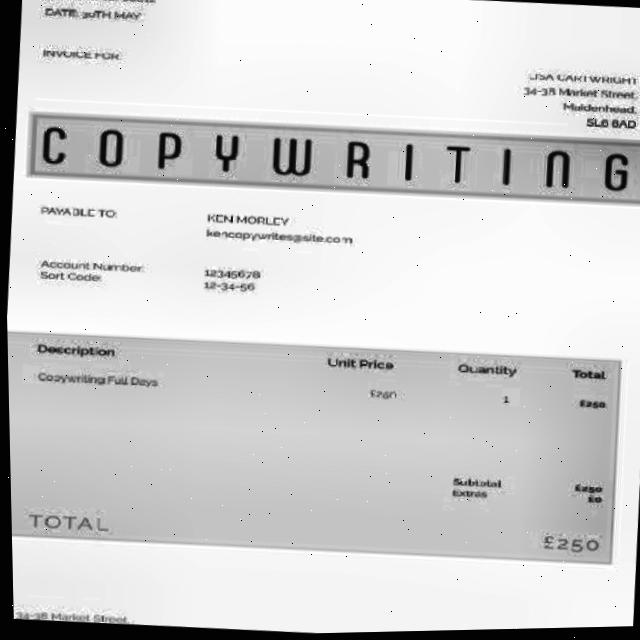 DATE: 30TH MAY
INVOICE FOR:
LISA CARTWRIGHT
34-38 Market Street,
Maidenhead,
SL6 8AD
COPYWRITING
PAYABLE TO:
KEN MORLEY
kencopywrites@site.com
Account Number: 12345678
Sort Code: 12-34-56
Description Unit Price Quantity Total
Copywriting Full Days £250 1 £250
Subtotal £250
Extras £0
TOTAL £250
34-38 Market Street,